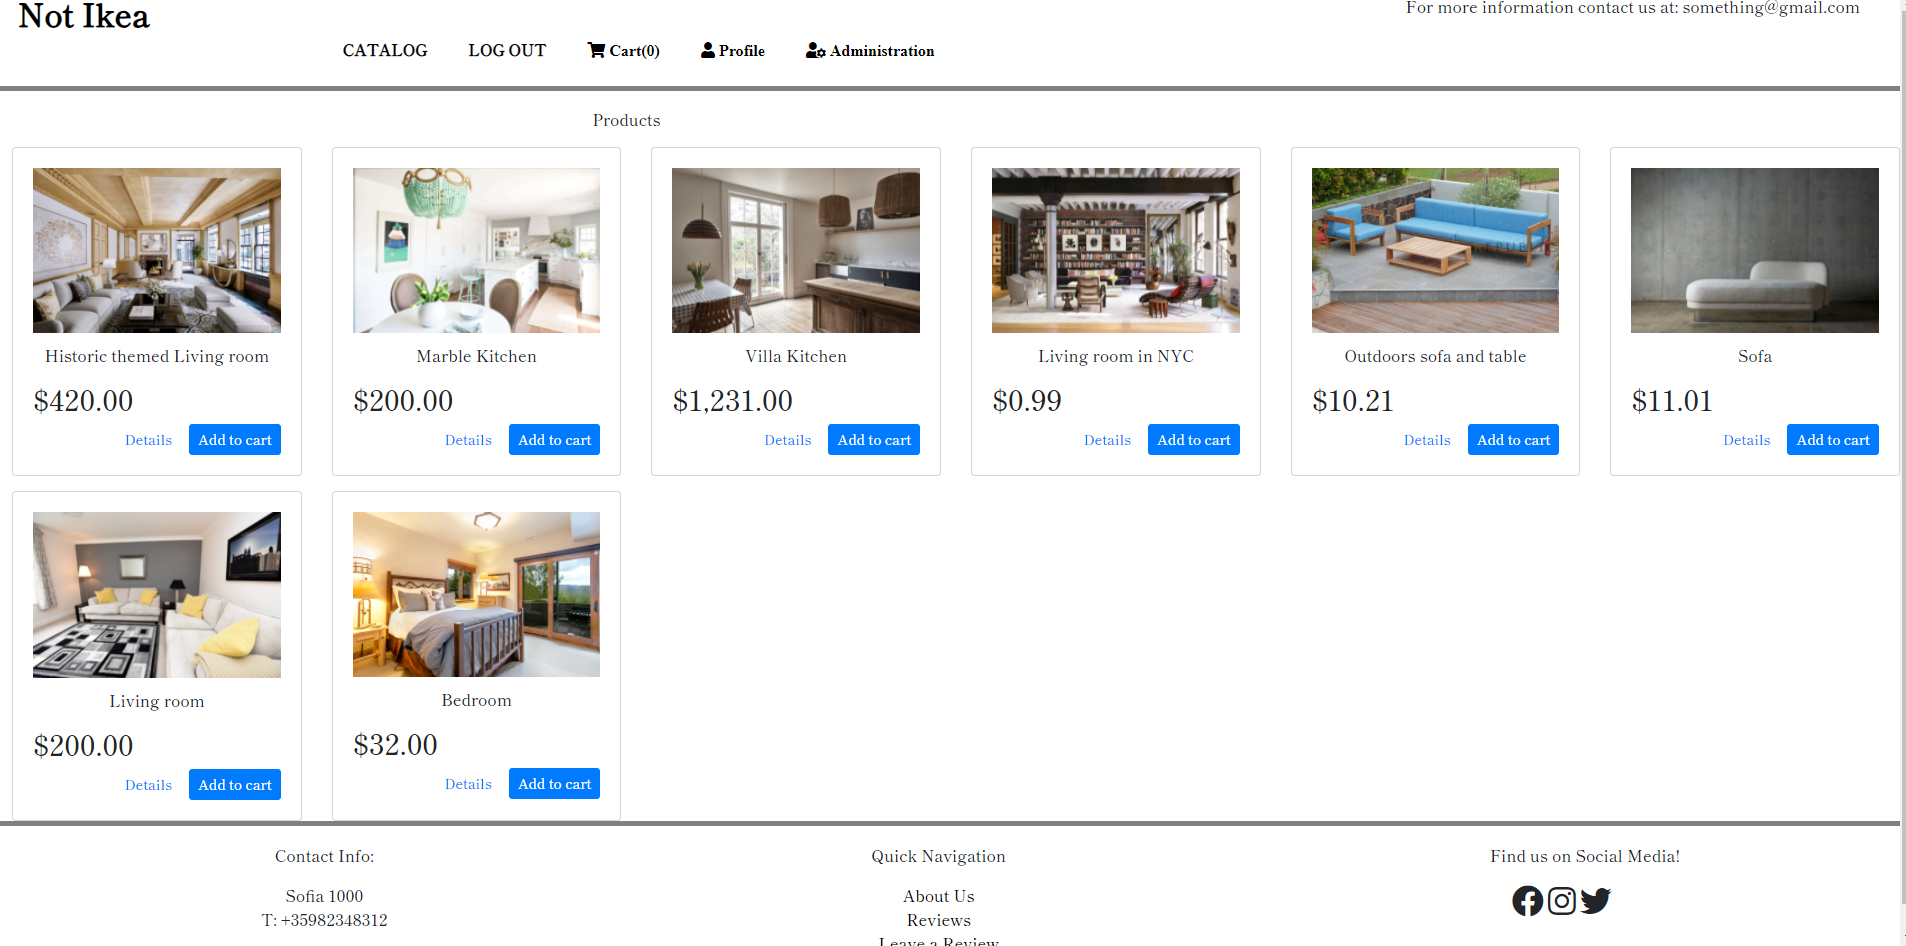 Not Ikea
For more information contact us at: something@gmail.com
CATALOG LOG OUT Cart(0) Profile Administration
Products
Historic themed Living room
$420.00
Details Add to cart
Marble Kitchen
$200.00
Details Add to cart
Villa Kitchen
$1,231.00
Details Add to cart
Living room in NYC
$0.99
Details Add to cart
Outdoors sofa and table
$10.21
Details Add to cart
Sofa
$11.01
Details Add to cart
Living room
$200.00
Details Add to cart
Bedroom
$32.00
Details Add to cart
Contact Info:
Sofia 1000
T: +35982348312
Quick Navigation
About Us
Reviews
Leave a Review
Find us on Social Media!